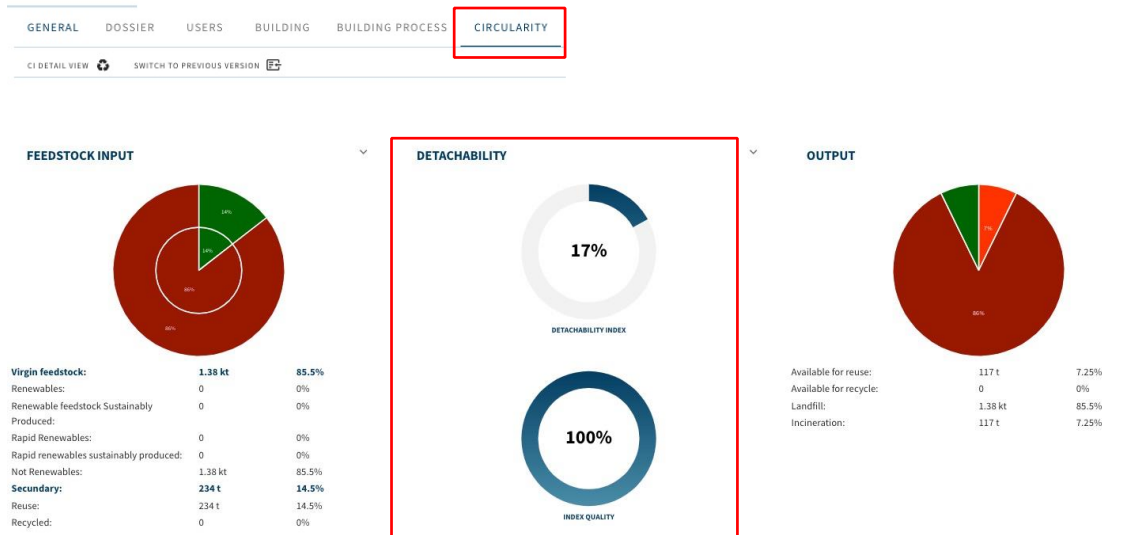 GENERAL DOSSIER USERS BUILDING BUILDING PROCESS CIRCULARITY
CI DETAIL VIEW SWITCH TO PREVIOUS VERSION
FEEDSTOCK INPUT
14%
14%
86%
86%
Virgin feedstock: 1.38 kt 85.5%
Renewables: 0 0%
Renewable feedstock Sustainably
Produced: 0 0%
Rapid Renewables: 0 0%
Rapid renewables sustainably produced: 0 0%
Not Renewables: 1.38 kt 85.5%
Secundary: 234 t 14.5%
Reuse: 234 t 14.5%
Recycled: 0 0%
DETACHABILITY
17%
DETACHABILITY INDEX
100%
INDEX QUALITY
OUTPUT
7%
86%
Available for reuse: 117 t 7.25%
Available for recycle: 0 0%
Landfill: 1.38 kt 85.5%
Incineration: 117 t 7.25%